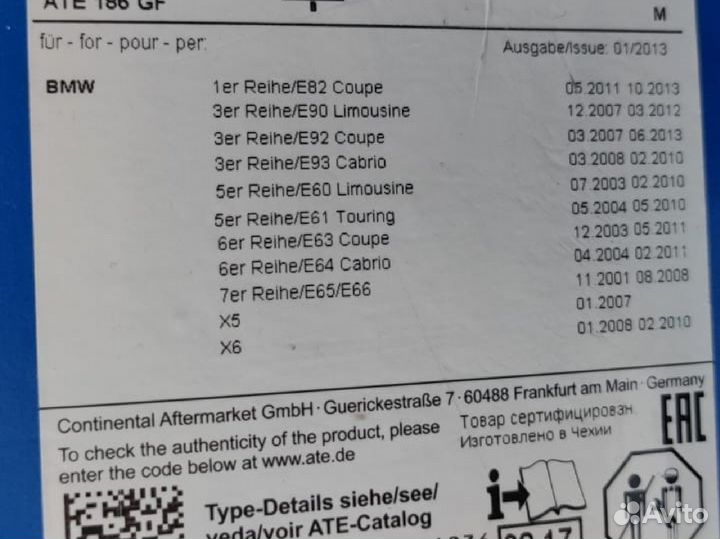 ATE 186 GF
M
für - for - pour - per:
Ausgabe/Issue: 01/2013
BMW
1er Reihe/E82 Coupe 05.2011 10.2013
3er Reihe/E90 Limousine 12.2007 03.2012
3er Reihe/E92 Coupe 03.2007 06.2013
3er Reihe/E93 Cabrio 03.2008 02.2010
5er Reihe/E60 Limousine 07.2003 02.2010
5er Reihe/E61 Touring 05.2004 05.2010
6er Reihe/E63 Coupe 12.2003 05.2011
6er Reihe/E64 Cabrio 04.2004 02.2011
7er Reihe/E65/E66 11.2001 08.2008
X5 01.2007
X6 01.2008 02.2010
Continental Aftermarket GmbH · Guerickestraße 7 · 60488 Frankfurt am Main · Germany
To check the authenticity of the product, please
enter the code below at www.ate.de
Товар сертифицирован
Изготовлено в Чехии
EAC
Type-Details siehe/see/
veda/voir ATE-Catalog
Avito